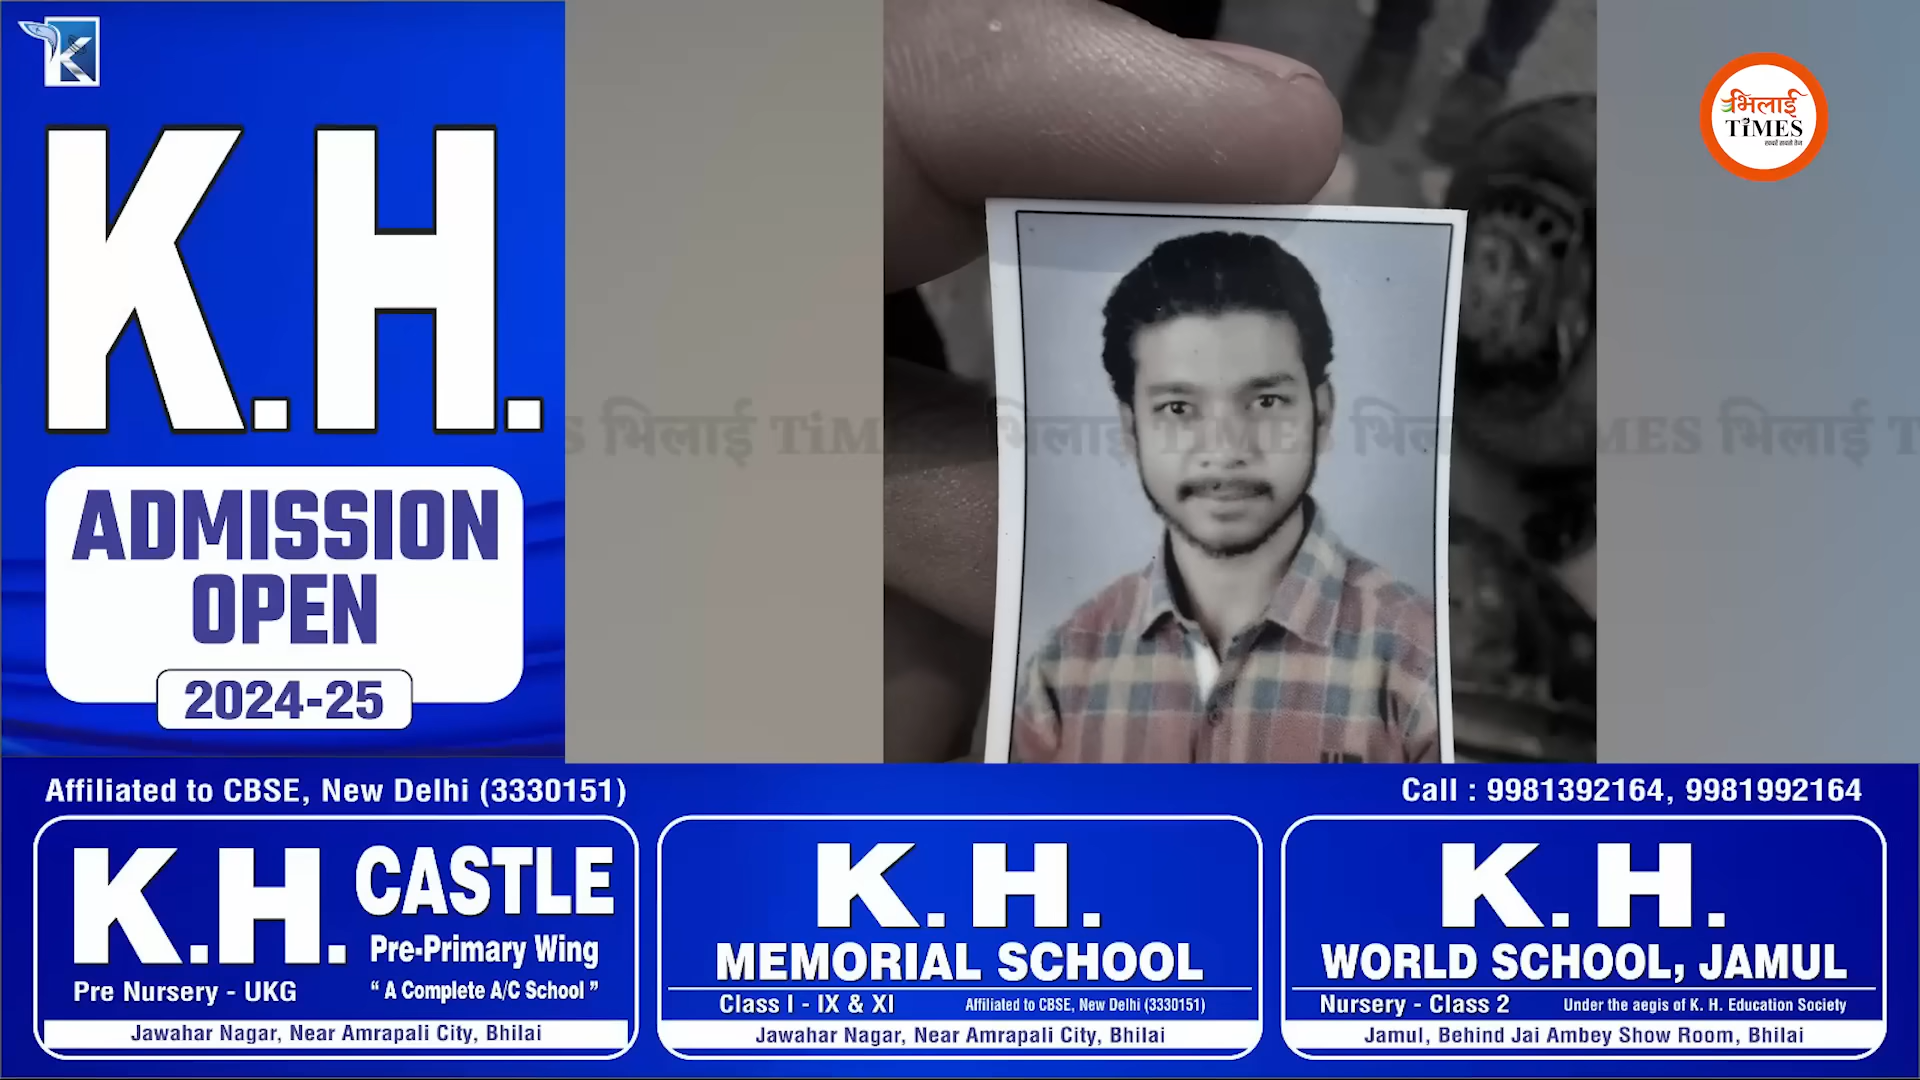 K.H.
ADMISSION
OPEN
2024-25
भिलाई
TiMES
S भिलाई TiMES भिलाई TiMES भिलाई TiMES भिलाई T
Affiliated to CBSE, New Delhi (3330151)
Call : 9981392164, 9981992164
K.H. CASTLE
Pre-Primary Wing
Pre Nursery - UKG
“ A Complete A/C School ”
Jawahar Nagar, Near Amrapali City, Bhilai
K. H.
MEMORIAL SCHOOL
Class I - IX & XI Affiliated to CBSE, New Delhi (3330151)
Jawahar Nagar, Near Amrapali City, Bhilai
K. H.
WORLD SCHOOL, JAMUL
Nursery - Class 2 Under the aegis of K. H. Education Society
Jamul, Behind Jai Ambey Show Room, Bhilai